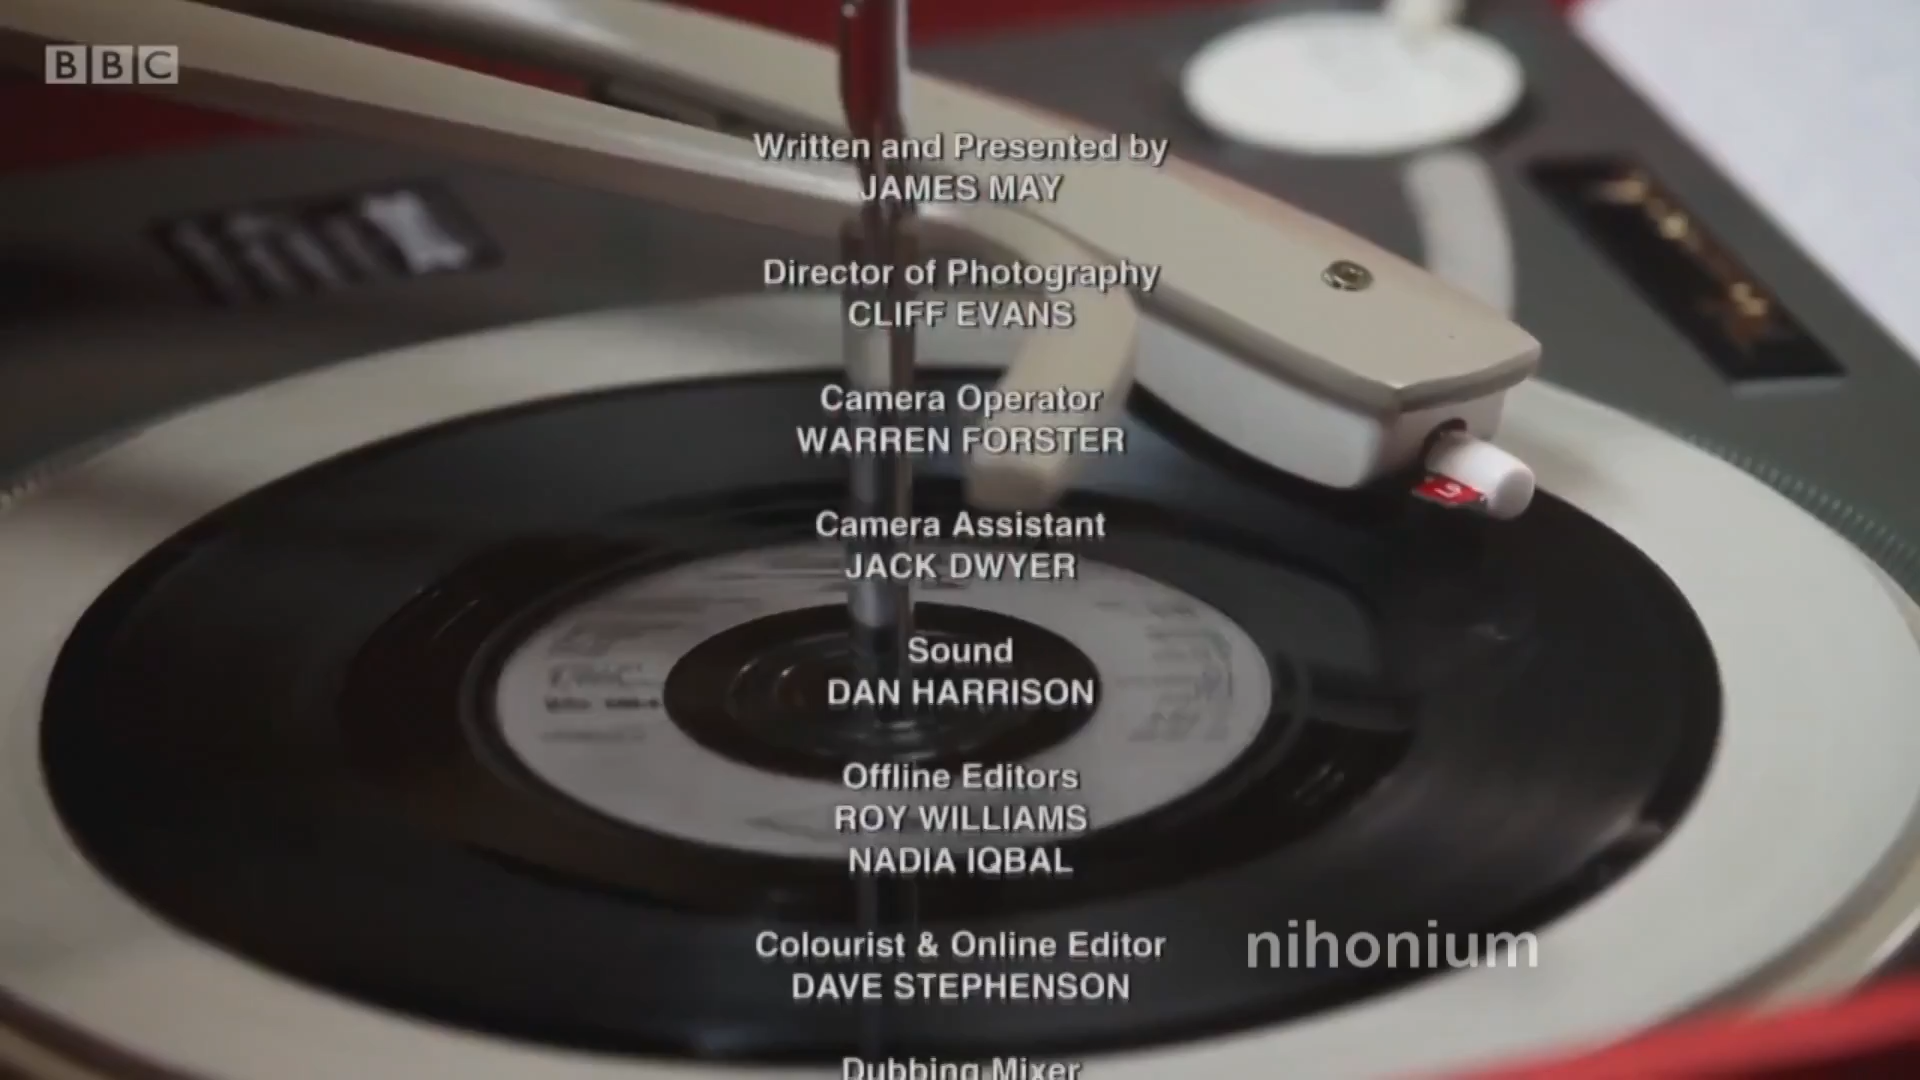 BBC
Written and Presented by
JAMES MAY
Director of Photography
CLIFF EVANS
Camera Operator
WARREN FORSTER
Camera Assistant
JACK DWYER
Sound
DAN HARRISON
Offline Editors
ROY WILLIAMS
NADIA IQBAL
Colourist & Online Editor
DAVE STEPHENSON
nihonium
Dubbing Mixer